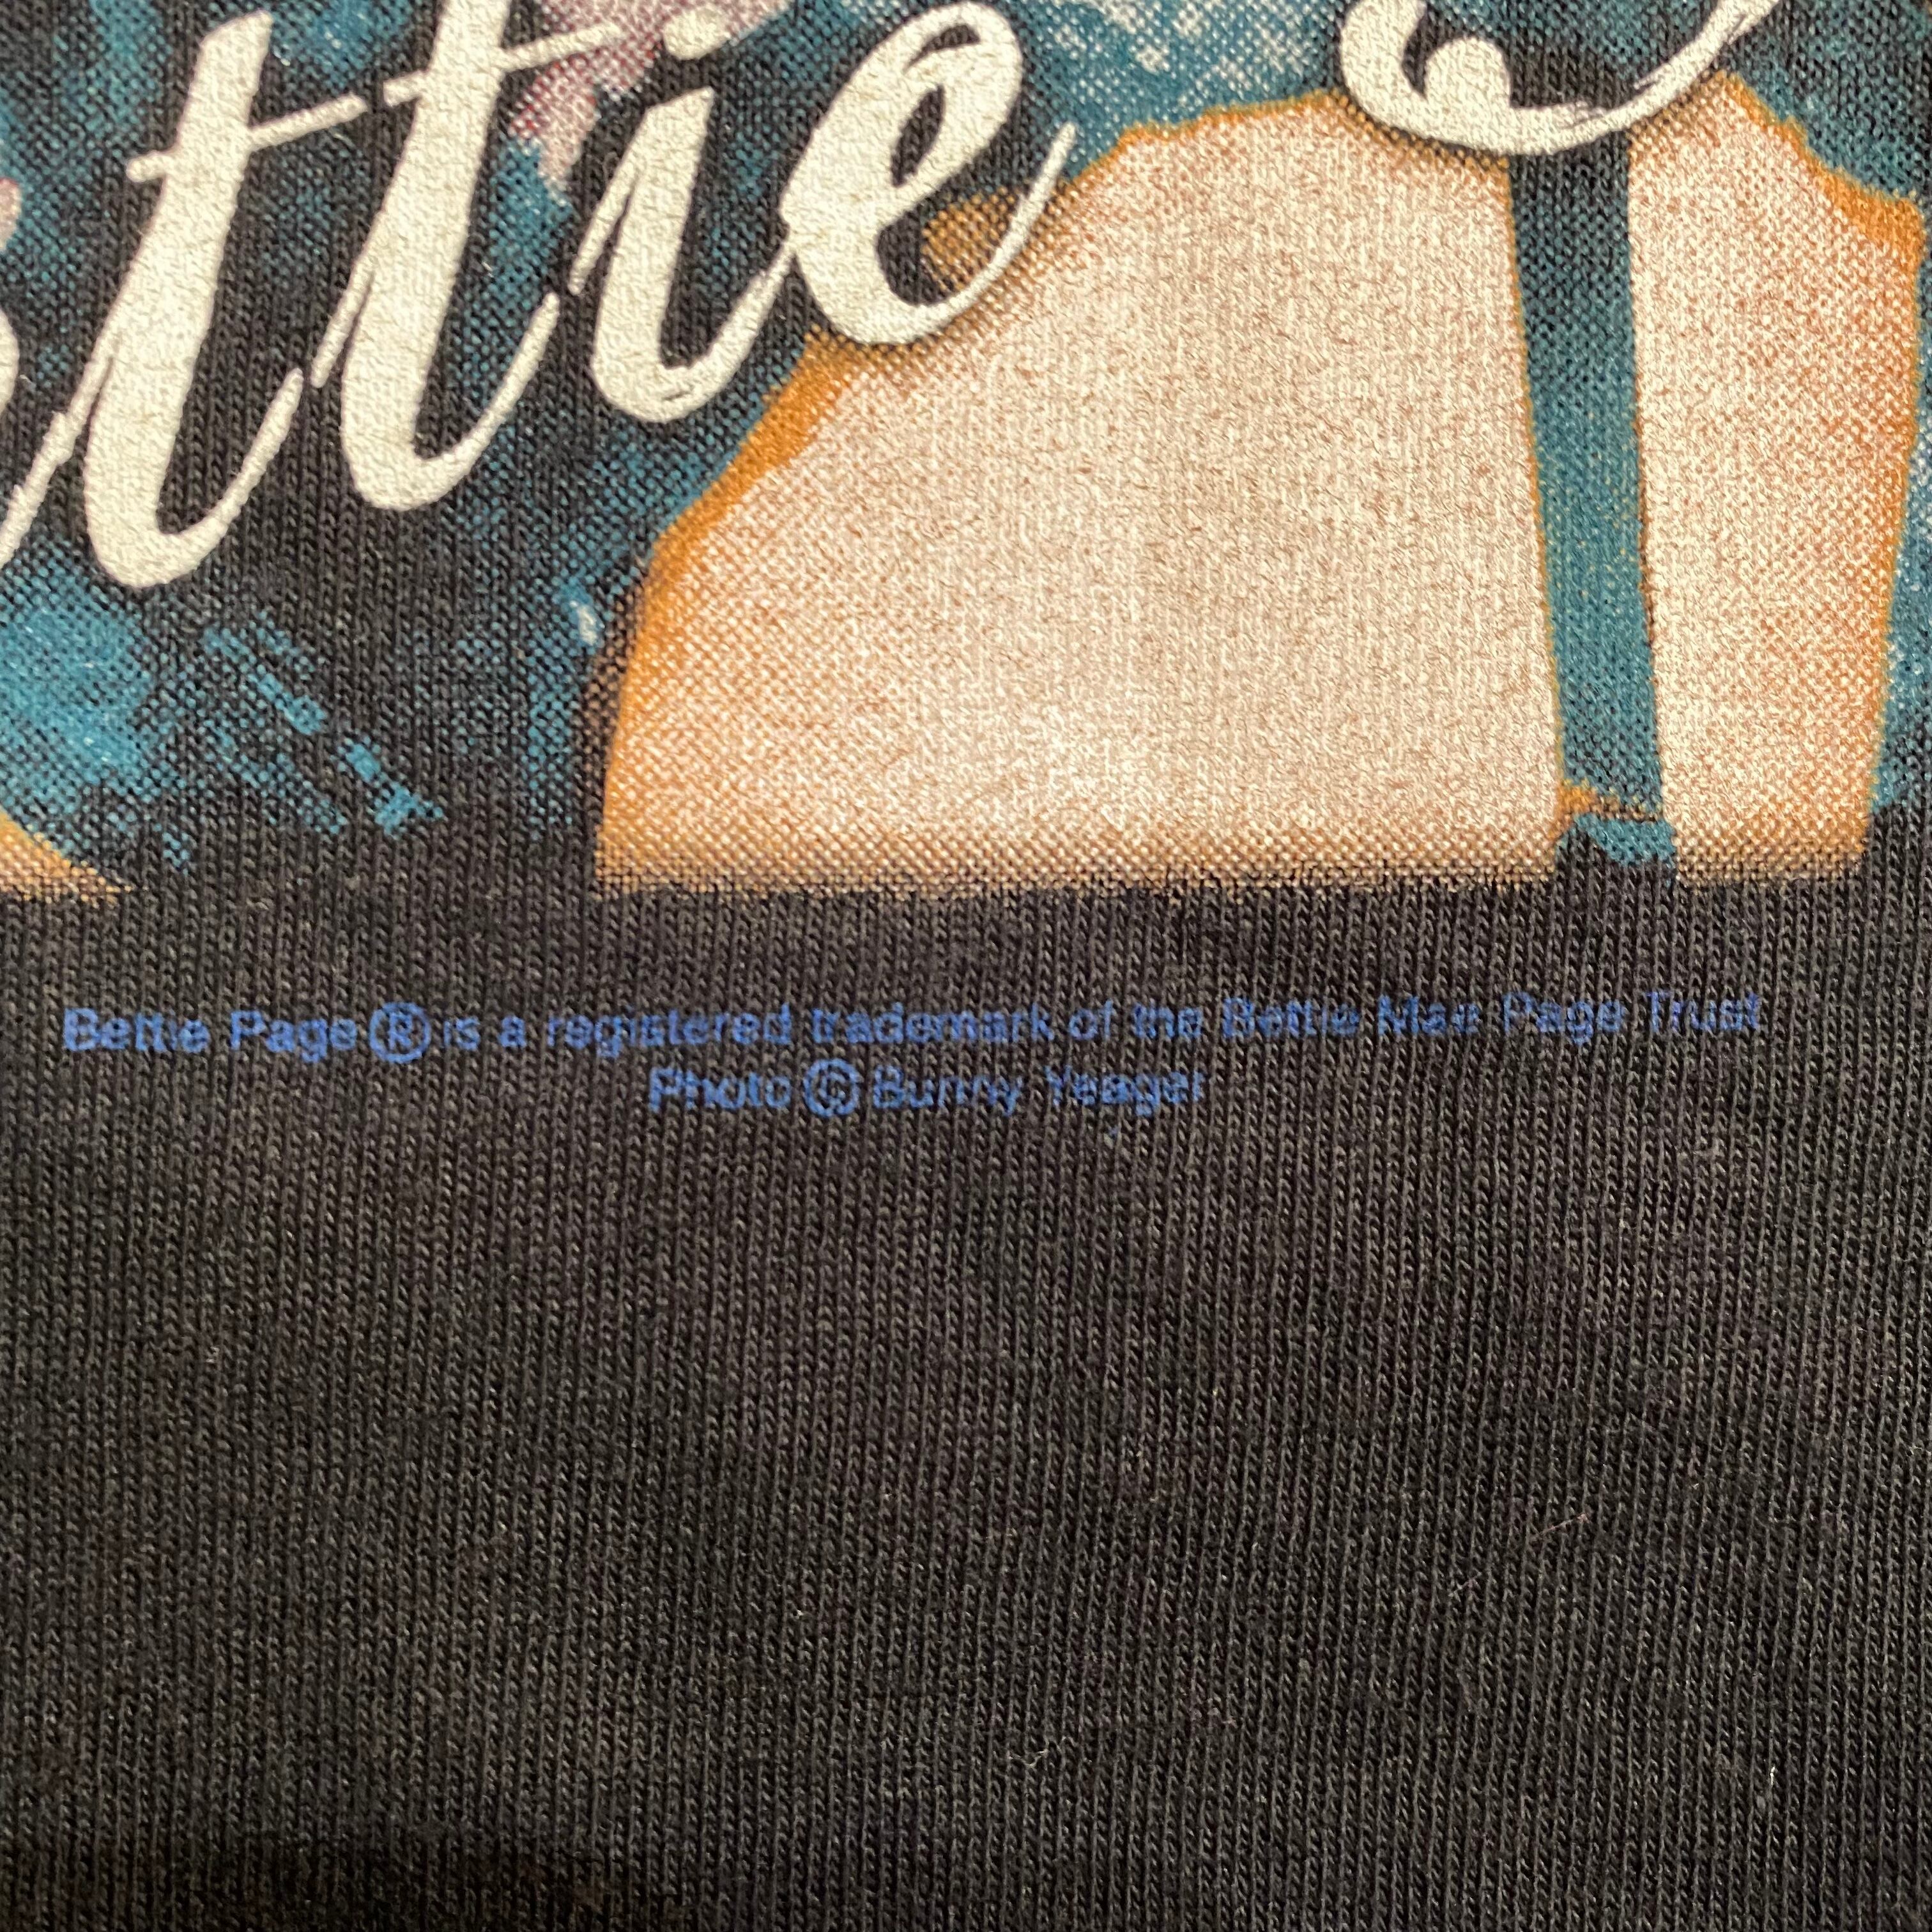 ttie
Bettie Page ® is a registered trademark of the Bettie Mae Page Trust
Photo © Bunny Yeager